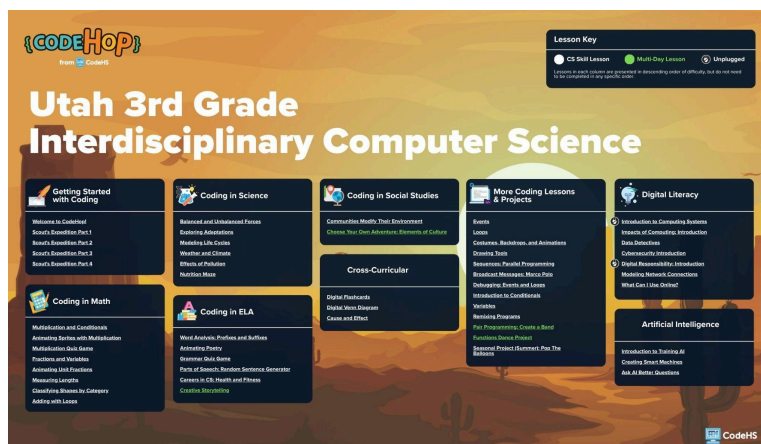 {CODEHOP}
from CodeHS
Lesson Key
CS Skill Lesson
Multi-Day Lesson
Unplugged
Lessons in each column are presented in descending order of difficulty, but do not need
to be completed in any specific order.
Utah 3rd Grade
Interdisciplinary Computer Science
Getting Started
with Coding
Welcome to CodeHop!
Scout's Expedition Part 1
Scout's Expedition Part 2
Scout's Expedition Part 3
Scout's Expedition Part 4
Coding in Math
Multiplication and Conditionals
Animating Sprites with Multiplication
Multiplication Quiz Game
Fractions and Variables
Animating Unit Fractions
Measuring Lengths
Classifying Shapes by Category
Adding with Loops
Coding in Science
Balanced and Unbalanced Forces
Exploring Adaptations
Modeling Life Cycles
Weather and Climate
Effects of Pollution
Nutrition Maze
Coding in ELA
Word Analysis: Prefixes and Suffixes
Animating Poetry
Grammar Quiz Game
Parts of Speech: Random Sentence Generator
Careers in CS: Health and Fitness
Creative Storytelling
Coding in Social Studies
Communities Modify Their Environment
Choose Your Own Adventure: Elements of Culture
Cross-Curricular
Digital Flashcards
Digital Venn Diagram
Cause and Effect
More Coding Lessons
& Projects
Events
Loops
Costumes, Backdrops, and Animations
Drawing Tools
Sequences: Parallel Programming
Broadcast Messages: Marco Polo
Debugging: Events and Loops
Introduction to Conditionals
Variables
Remixing Programs
Pair Programming: Create a Band
Functions Dance Project
Seasonal Project (Summer): Pop The
Balloons
Digital Literacy
Introduction to Computing Systems
Impacts of Computing: Introduction
Data Detectives
Cybersecurity Introduction
Digital Responsibility: Introduction
Modeling Network Connections
What Can I Use Online?
Artificial Intelligence
Introduction to Training AI
Creating Smart Machines
Ask AI Better Questions
CodeHS